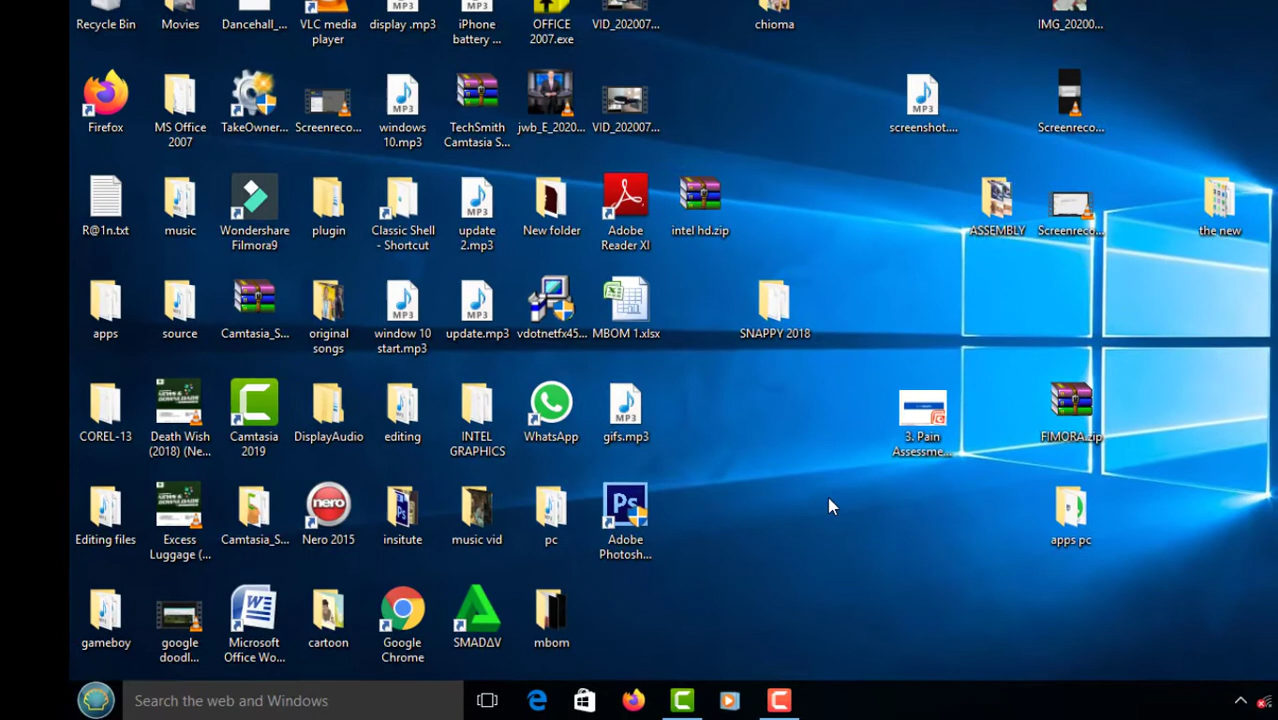 Recycle Bin
Movies
Dancehall_...
VLC media
player
display .mp3
iPhone
battery ...
OFFICE
2007.exe
VID_202007...
chioma
IMG_20200...
Firefox
MS Office
2007
TakeOwner...
Screenreco...
windows
10.mp3
TechSmith
Camtasia S...
jwb_E_2020...
VID_202007...
screenshot....
Screenreco...
R@1n.txt
music
Wondershare
Filmora9
plugin
Classic Shell
- Shortcut
update
2.mp3
New folder
Adobe
Reader XI
intel hd.zip
ASSEMBLY
Screenreco...
the new
apps
source
Camtasia_S...
original
songs
window 10
start.mp3
update.mp3
vdotnetfx45...
MBOM 1.xlsx
SNAPPY 2018
COREL-13
Death Wish
(2018) (Ne...
Camtasia
2019
DisplayAudio
editing
INTEL
GRAPHICS
WhatsApp
gifs.mp3
3. Pain
Assessme...
FIMORA.zip
Editing files
Excess
Luggage (...
Camtasia_S...
Nero 2015
insitute
music vid
pc
Adobe
Photosh...
apps pc
gameboy
google
doodl...
Microsoft
Office Wo...
cartoon
Google
Chrome
SMADΔV
mbom
Search the web and Windows